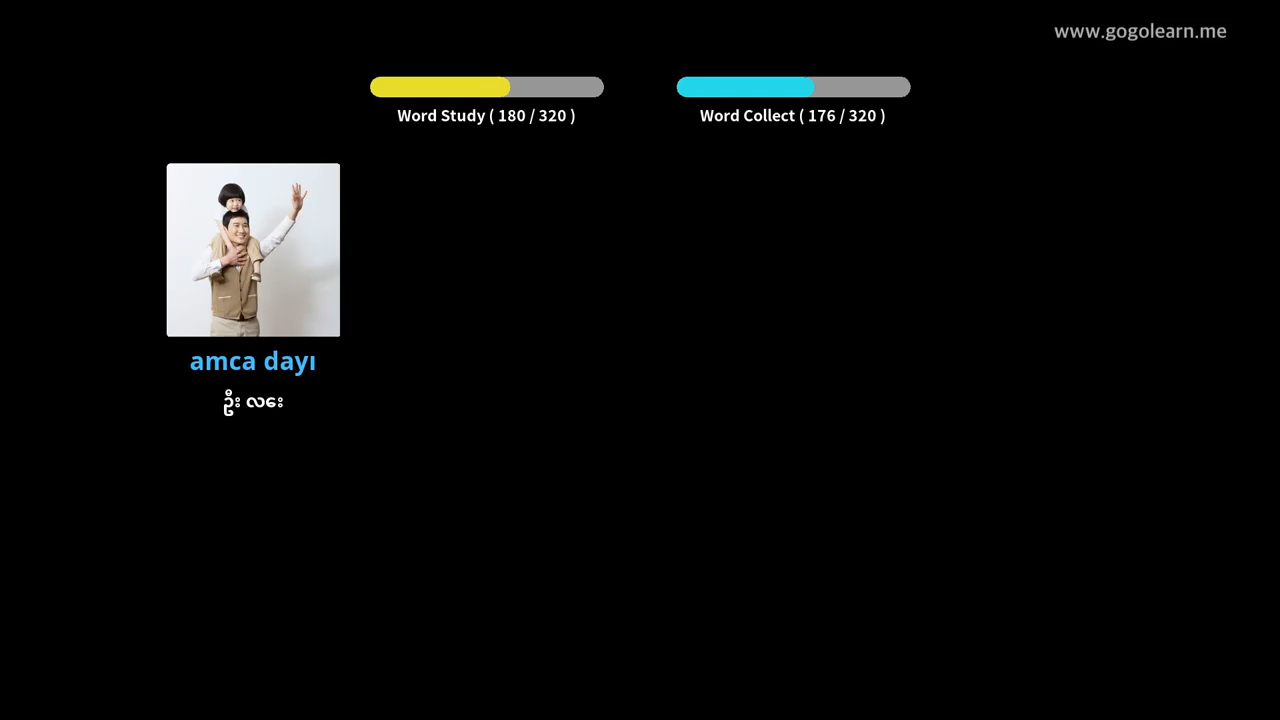 www.gogolearn.me
Word Study ( 180 / 320 )
Word Collect ( 176 / 320 )
amca dayı
ဦး လေး